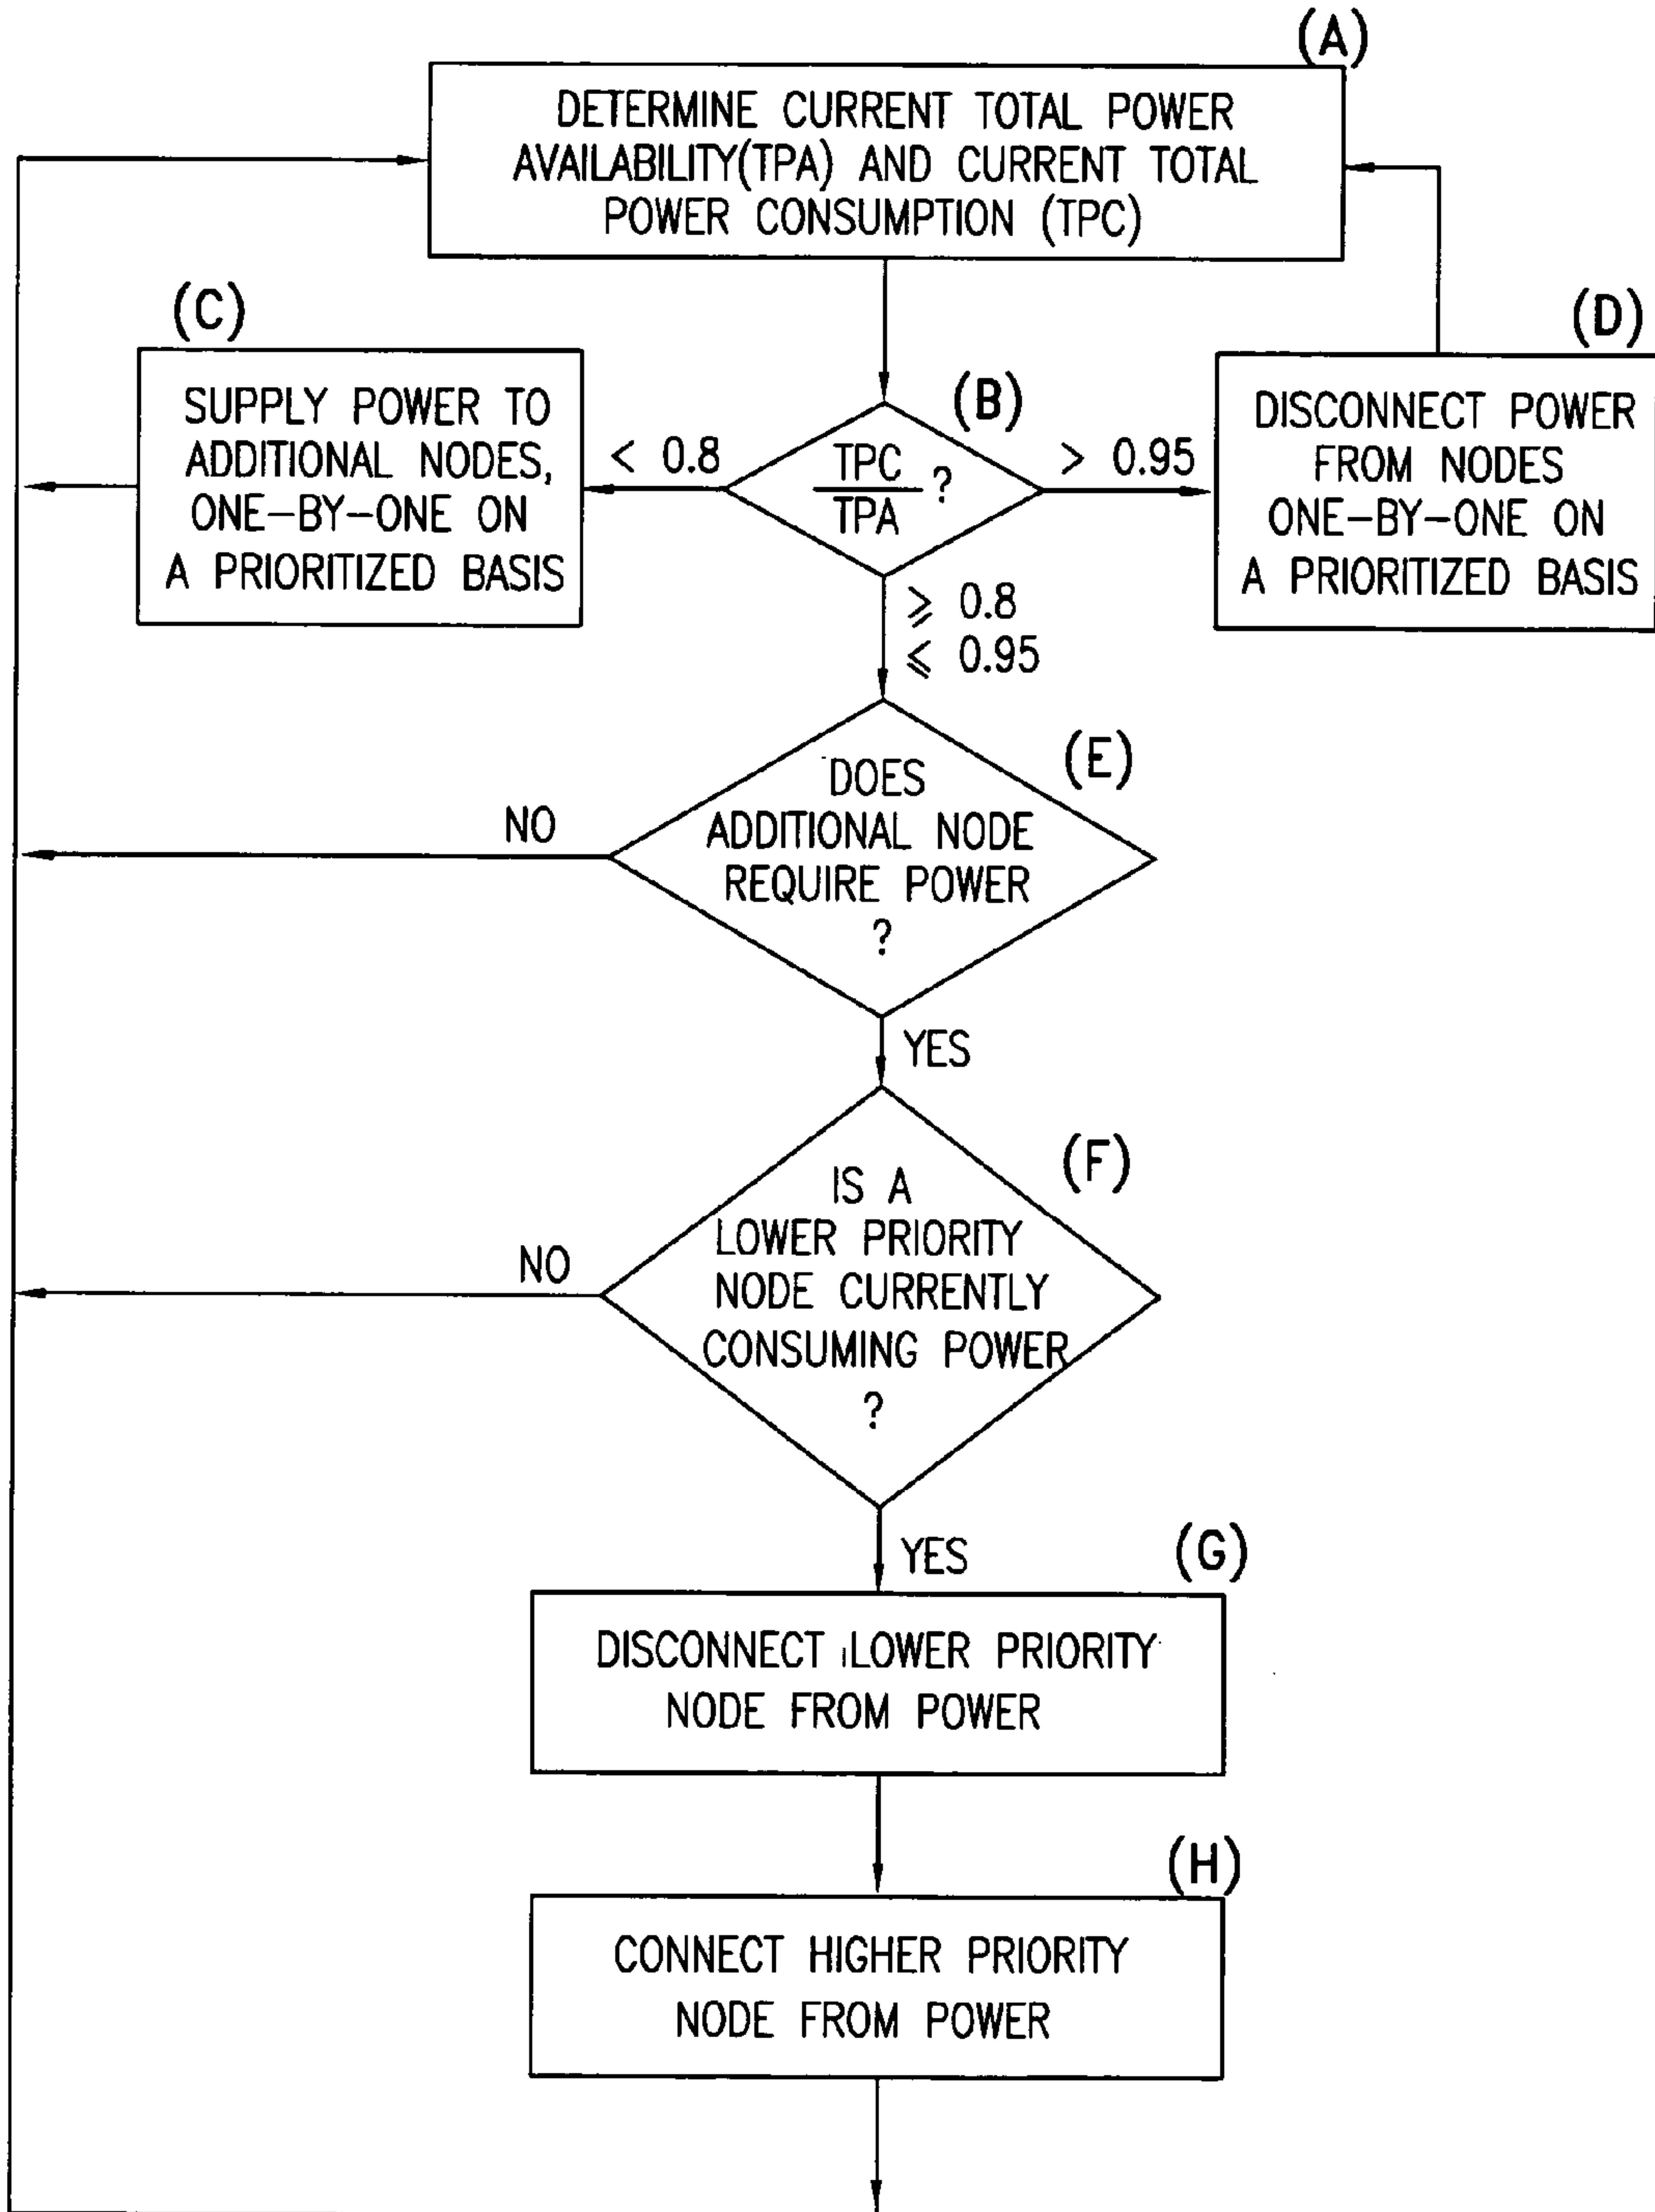 (A)
DETERMINE CURRENT TOTAL POWER
AVAILABILITY(TPA) AND CURRENT TOTAL
POWER CONSUMPTION (TPC)
(C)
SUPPLY POWER TO
ADDITIONAL NODES,
ONE-BY-ONE ON
A PRIORITIZED BASIS
< 0.8
(B)
TPC
TPA
?
> 0.95
(D)
DISCONNECT POWER
FROM NODES
ONE-BY-ONE ON
A PRIORITIZED BASIS
⩾ 0.8
⩽ 0.95
(E)
DOES
ADDITIONAL NODE
REQUIRE POWER
?
NO
YES
(F)
IS A
LOWER PRIORITY
NODE CURRENTLY
CONSUMING POWER
?
NO
YES
(G)
DISCONNECT LOWER PRIORITY
NODE FROM POWER
(H)
CONNECT HIGHER PRIORITY
NODE FROM POWER